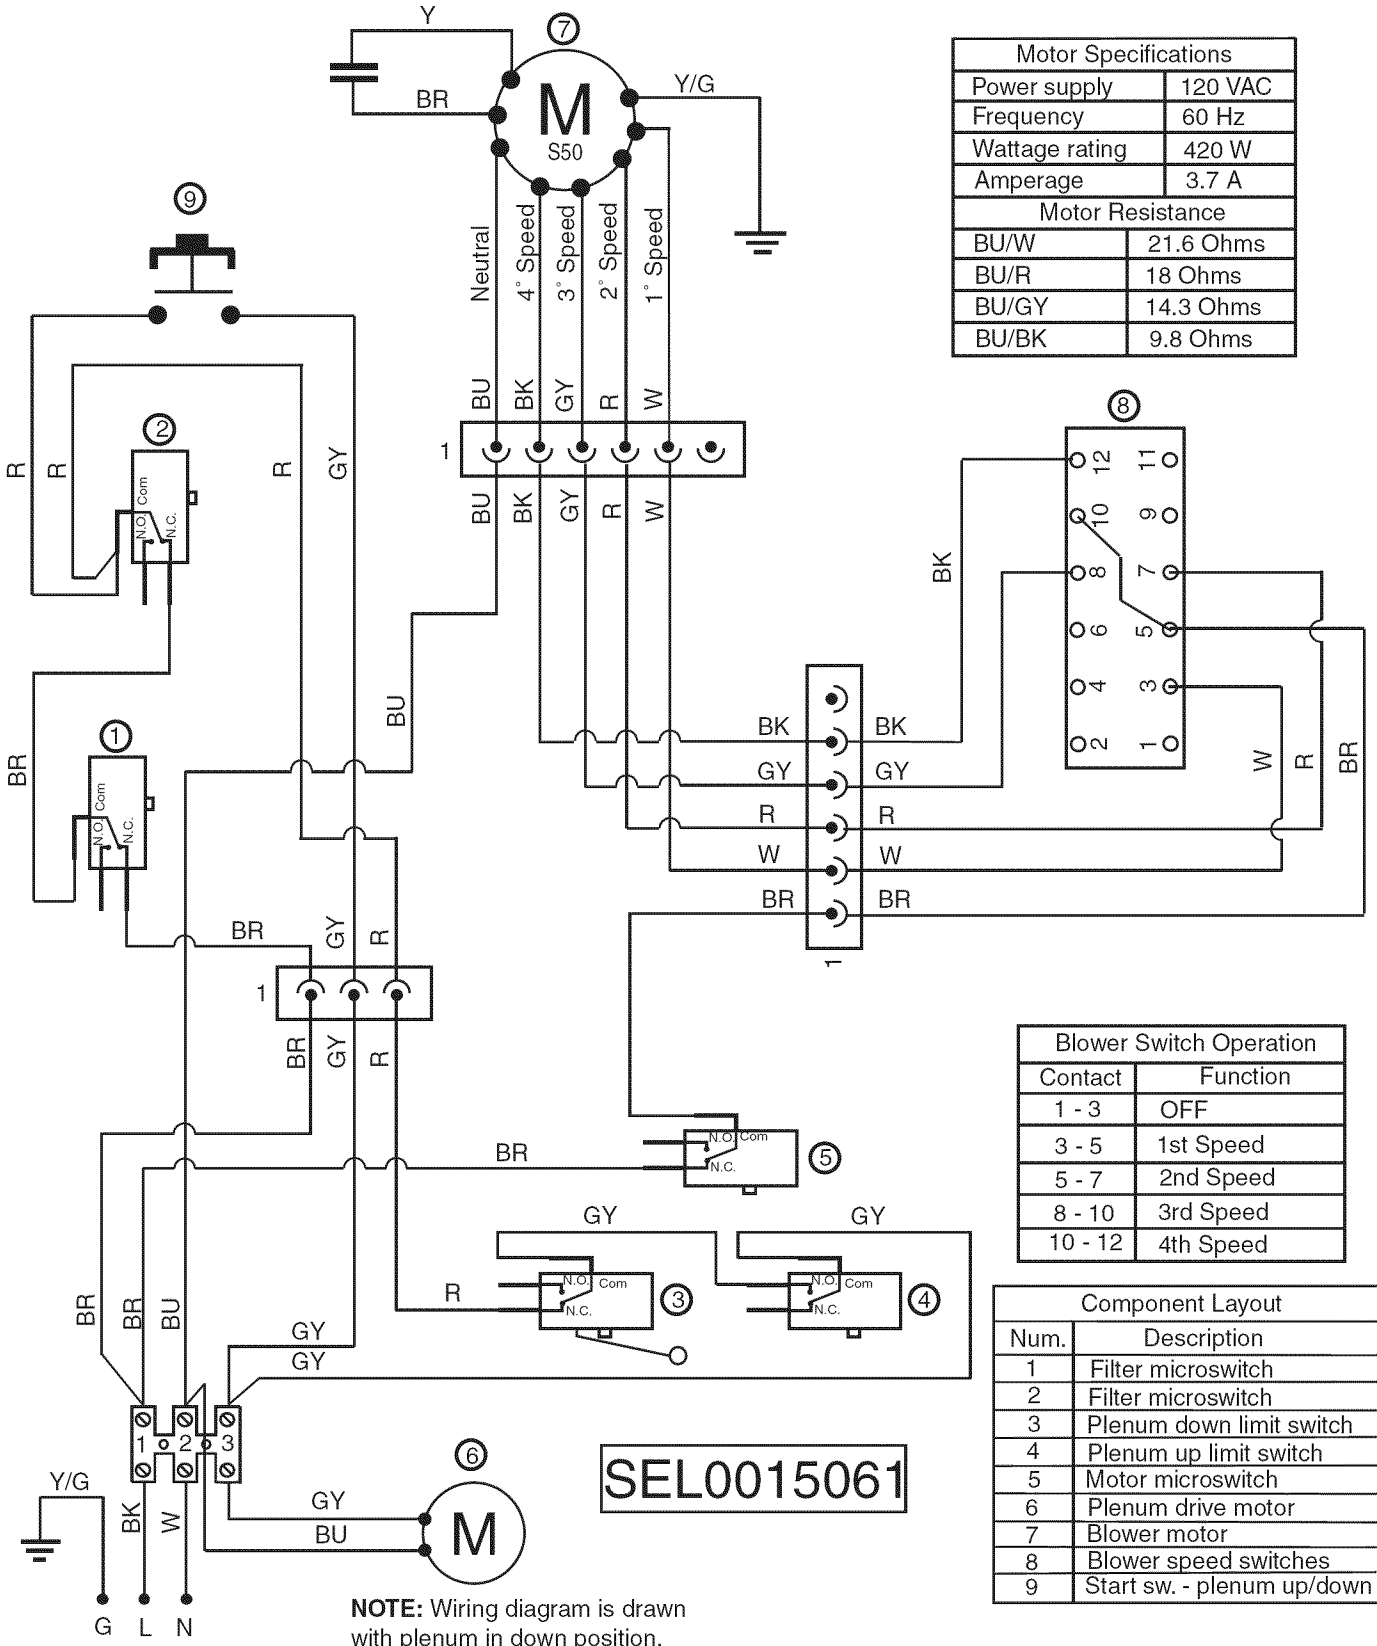 Y
7
BR
M
S50
Y/G
Motor Specifications
Power supply 120 VAC
Frequency 60 Hz
Wattage rating 420 W
Amperage 3.7 A
Motor Resistance
BU/W 21.6 Ohms
BU/R 18 Ohms
BU/GY 14.3 Ohms
BU/BK 9.8 Ohms
9
Neutral
4° Speed
3° Speed
2° Speed
1° Speed
BU BK GY R W
1
BU BK GY R W
R R R GY
2
N.O. Com N.C.
8
12 11
10 9
8 7
6 5
4 3
2 1
BK
W R BR
BU
BR
1
N.O. Com N.C.
BK BK
GY GY
R R
W W
BR BR
1
BR GY R
1
BR GY R
Blower Switch Operation
Contact Function
1 - 3 OFF
3 - 5 1st Speed
5 - 7 2nd Speed
8 - 10 3rd Speed
10 - 12 4th Speed
BR
N.O. Com
N.C.
5
GY GY
R
N.O. Com
N.C.
3
N.O. Com
N.C.
4
BR BR BU
GY
GY
Component Layout
Num. Description
1 Filter microswitch
2 Filter microswitch
3 Plenum down limit switch
4 Plenum up limit switch
5 Motor microswitch
6 Plenum drive motor
7 Blower motor
8 Blower speed switches
9 Start sw. - plenum up/down
1 2 3
6
SEL0015061
Y/G
BK W
GY
BU
M
G L N
NOTE: Wiring diagram is drawn
with plenum in down position.